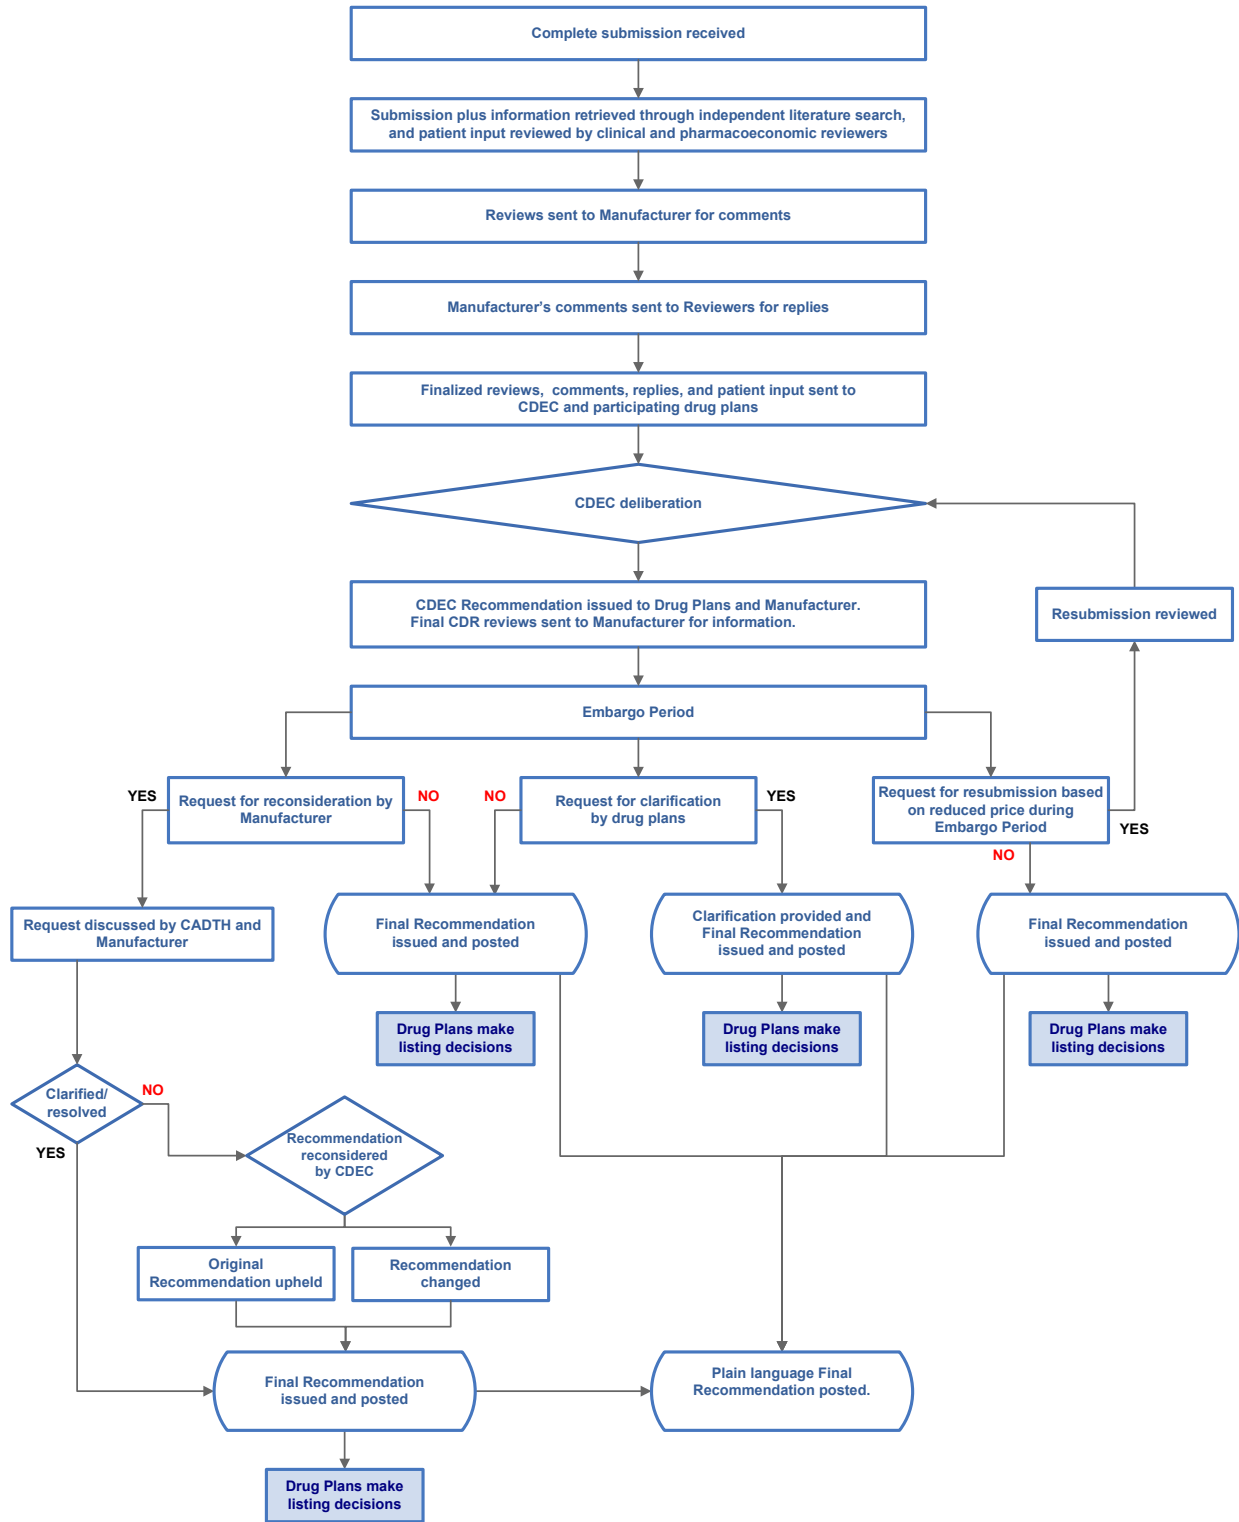 Complete submission received
Submission plus information retrieved through independent literature search,
and patient input reviewed by clinical and pharmacoeconomic reviewers
Reviews sent to Manufacturer for comments
Manufacturer's comments sent to Reviewers for replies
Finalized reviews, comments, replies, and patient input sent to
CDEC and participating drug plans
CDEC deliberation
CDEC Recommendation issued to Drug Plans and Manufacturer.
Final CDR reviews sent to Manufacturer for information.
Resubmission reviewed
Embargo Period
YES
Request for reconsideration by
Manufacturer
NO
NO
Request for clarification
by drug plans
YES
Request for resubmission based
on reduced price during
Embargo Period
YES
NO
Request discussed by CADTH and
Manufacturer
Final Recommendation
issued and posted
Clarification provided and
Final Recommendation
issued and posted
Final Recommendation
issued and posted
Drug Plans make
listing decisions
Drug Plans make
listing decisions
Drug Plans make
listing decisions
Clarified/
resolved
NO
YES
Recommendation
reconsidered
by CDEC
Original
Recommendation upheld
Recommendation
changed
Final Recommendation
issued and posted
Plain language Final
Recommendation posted.
Drug Plans make
listing decisions